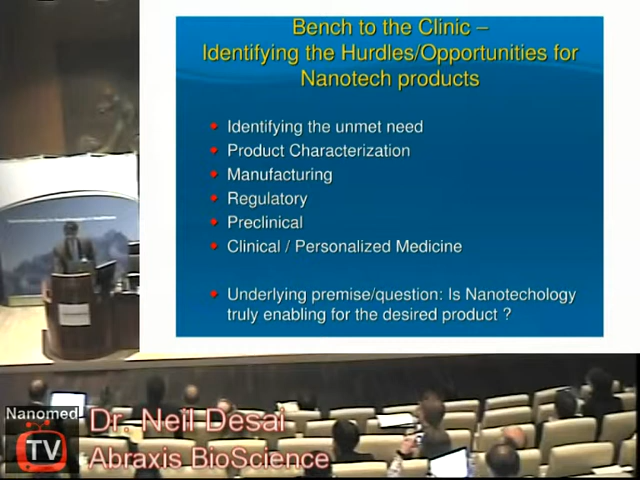 Bench to the Clinic –
Identifying the Hurdles/Opportunities for
Nanotech products
• Identifying the unmet need
• Product Characterization
• Manufacturing
• Regulatory
• Preclinical
• Clinical / Personalized Medicine
• Underlying premise/question: Is Nanotechology
truly enabling for the desired product ?
Nanomed
TV
Dr. Neil Desai
Abraxis BioScience